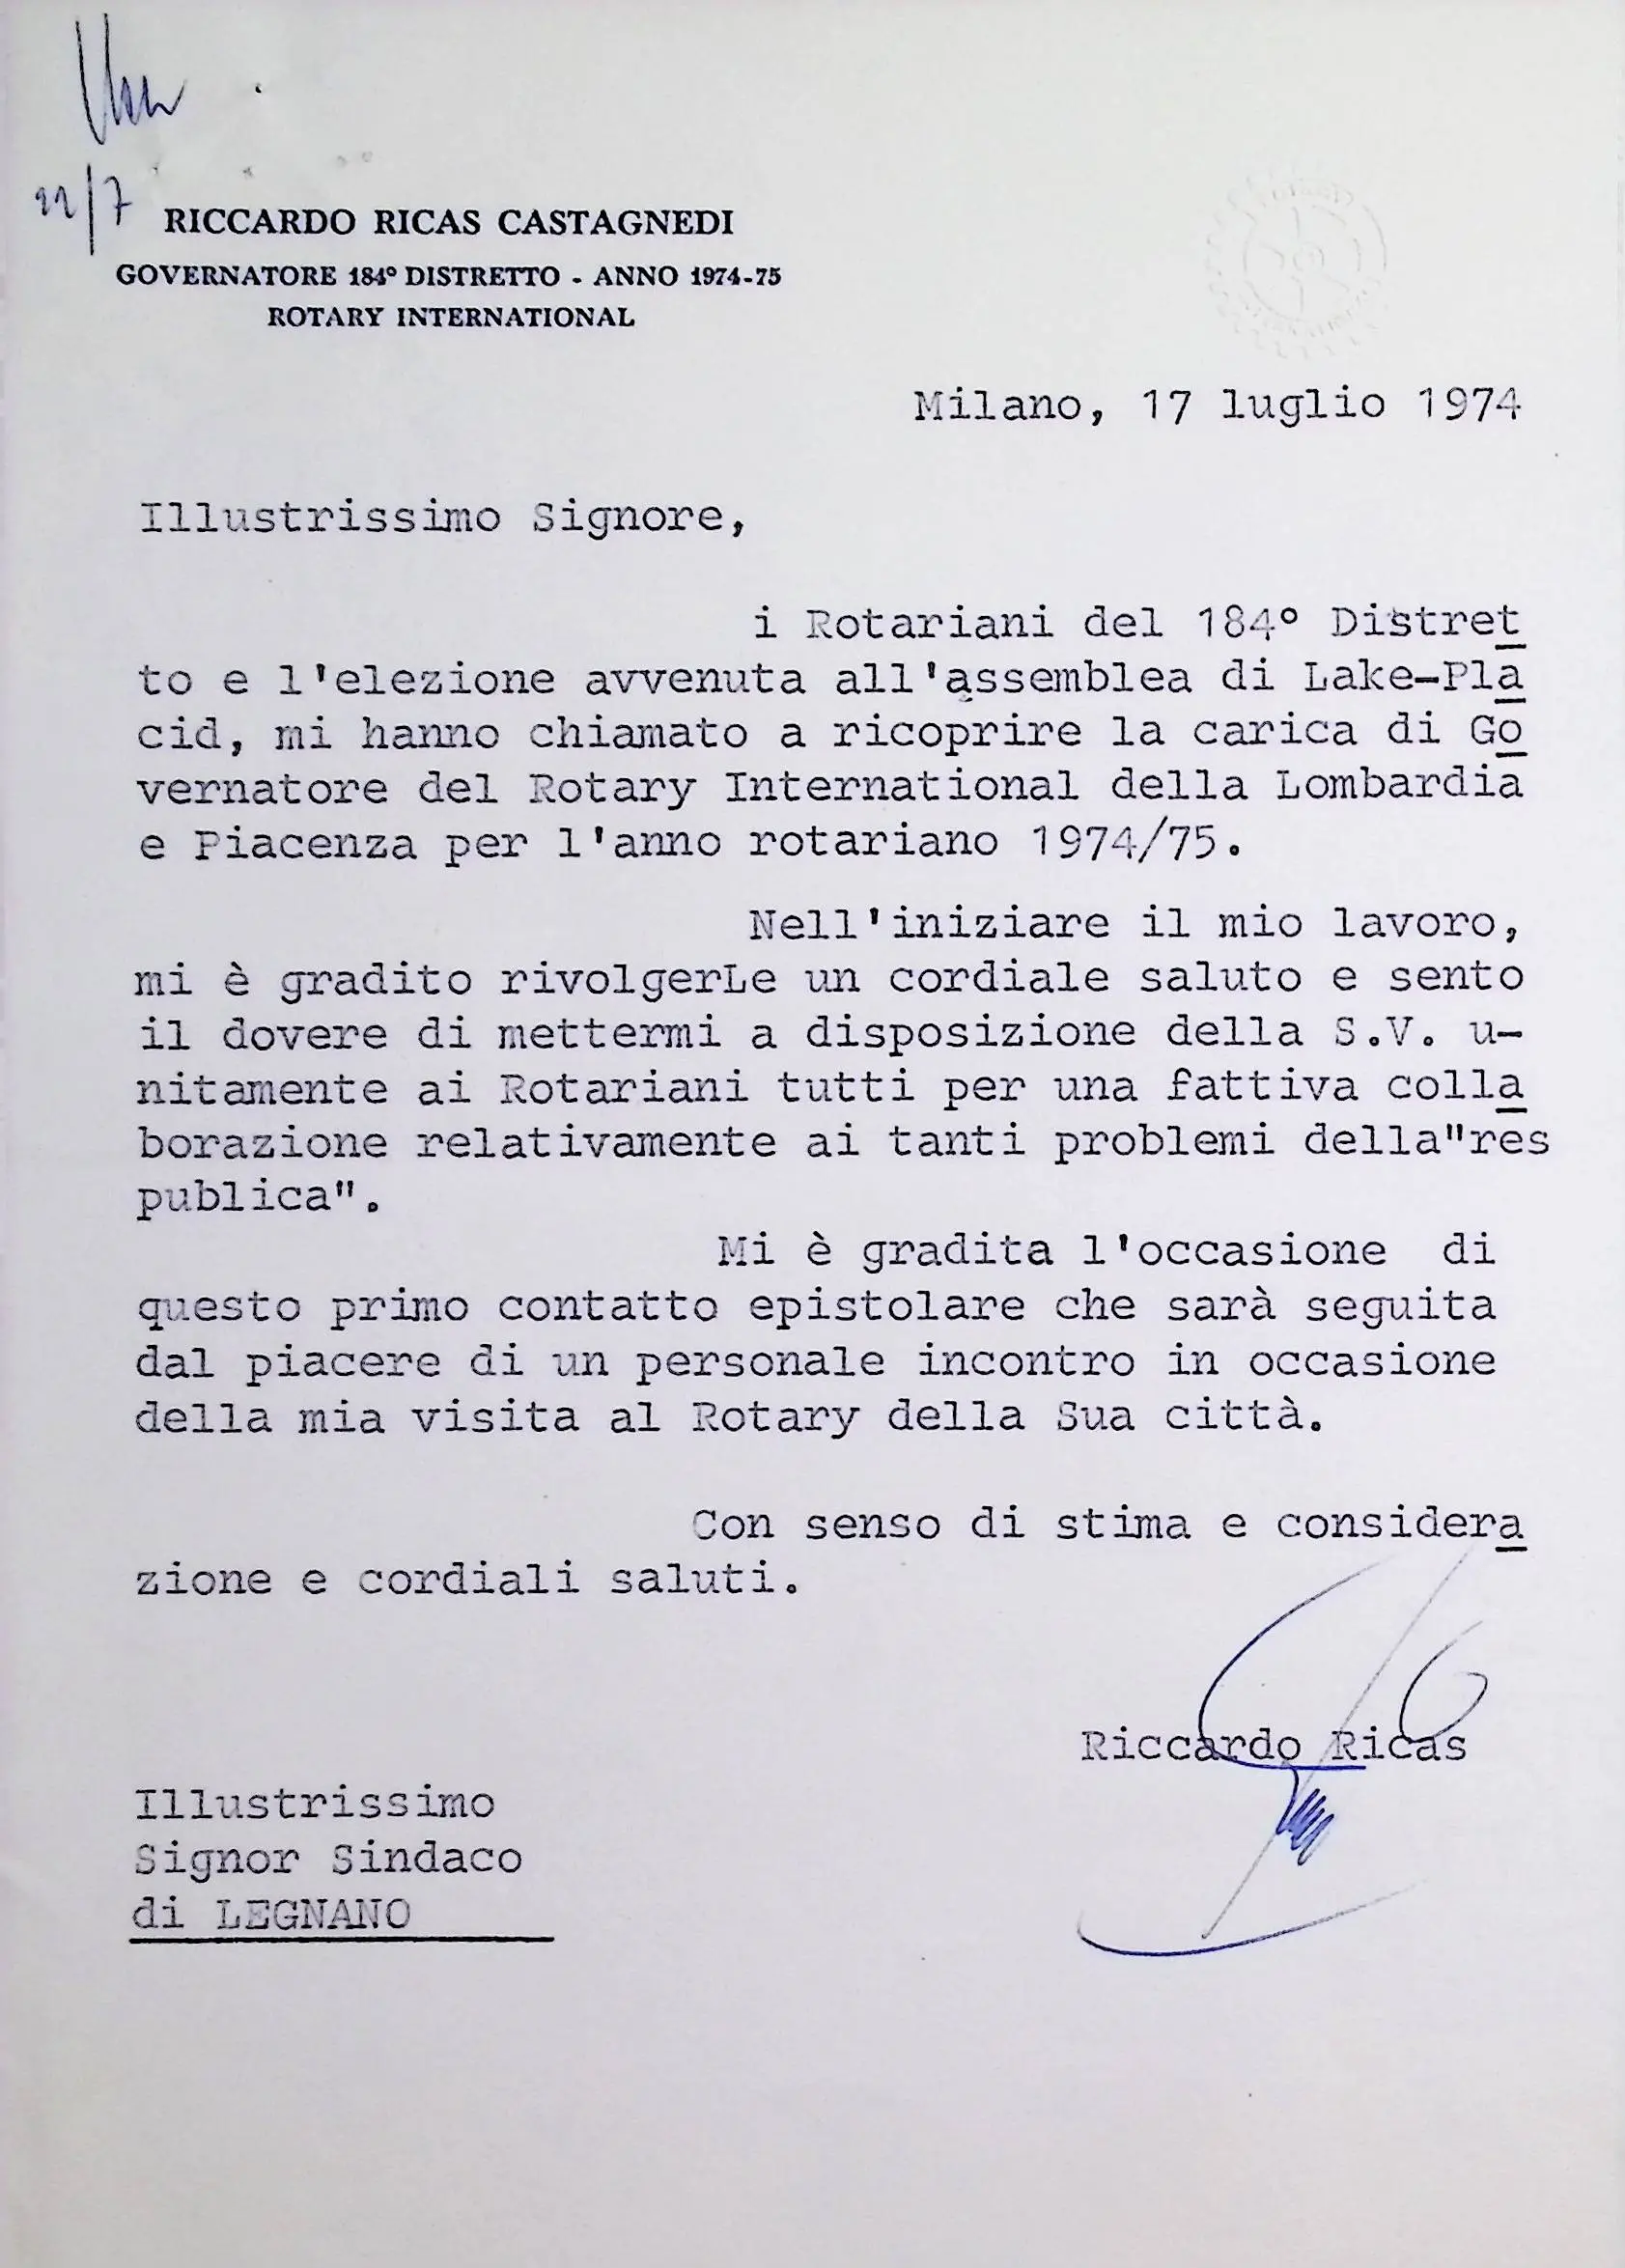 22/7
RICCARDO RICAS CASTAGNEDI
GOVERNATORE 184° DISTRETTO - ANNO 1974-75
ROTARY INTERNATIONAL
Milano, 17 luglio 1974
Illustrissimo Signore,
i Rotariani del 184° Distret
to e l'elezione avvenuta all'assemblea di Lake-Pla
cid, mi hanno chiamato a ricoprire la carica di Go
vernatore del Rotary International della Lombardia
e Piacenza per l'anno rotariano 1974/75.
Nell'iniziare il mio lavoro,
mi è gradito rivolgerLe un cordiale saluto e sento
il dovere di mettermi a disposizione della S.V. u-
nitamente ai Rotariani tutti per una fattiva colla
borazione relativamente ai tanti problemi della"res
publica".
Mi è gradita l'occasione di
questo primo contatto epistolare che sarà seguita
dal piacere di un personale incontro in occasione
della mia visita al Rotary della Sua città.
Con senso di stima e considera
zione e cordiali saluti.
Riccardo Ricas
Illustrissimo
Signor Sindaco
di LEGNANO